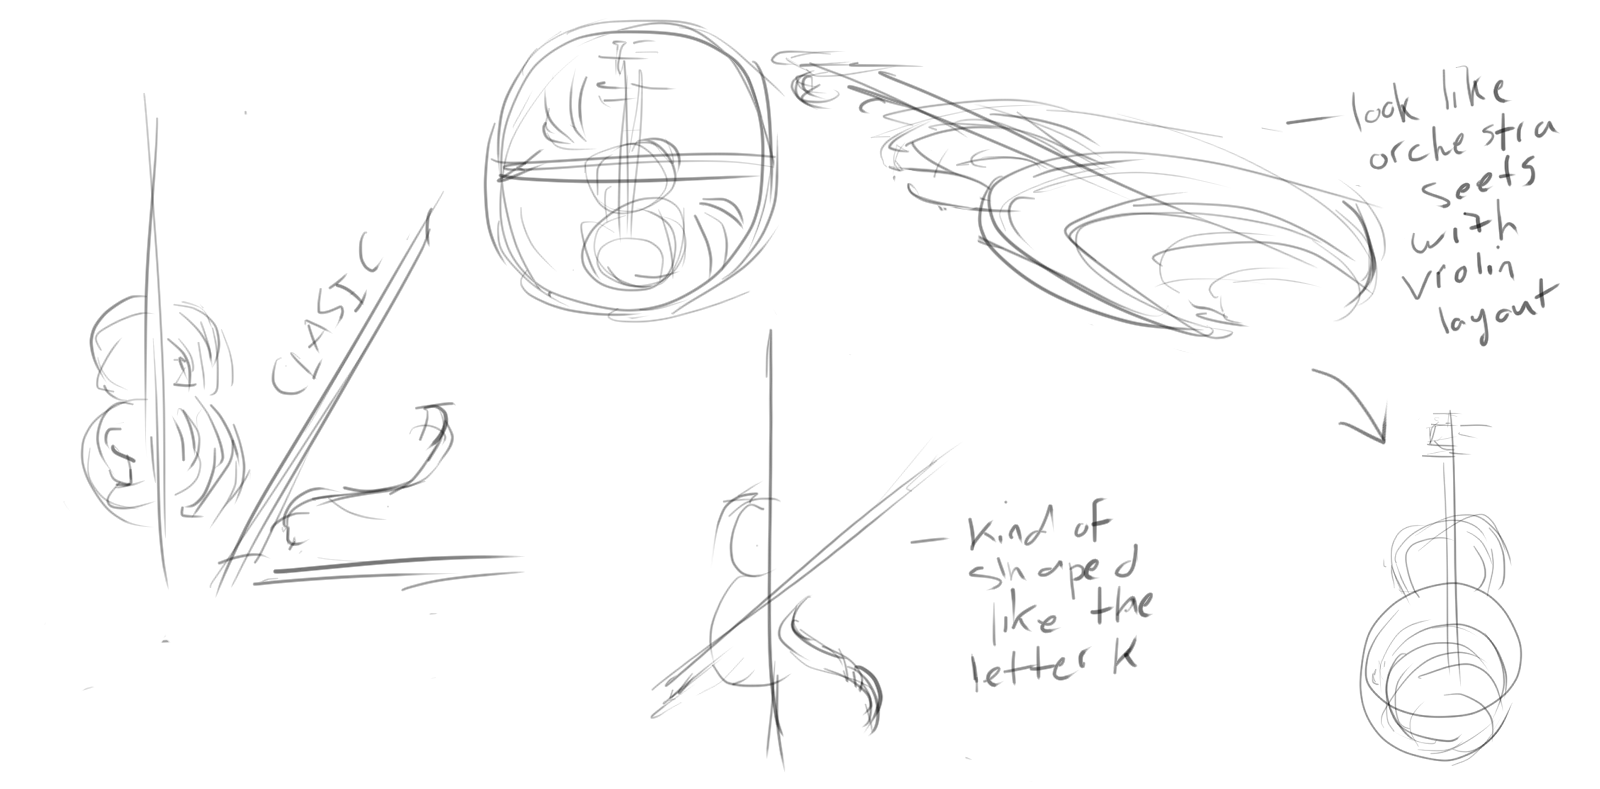 CLASIC
– look like
orchestra
seets
with
violin
layout
– kind of
shaped
like the
letter K